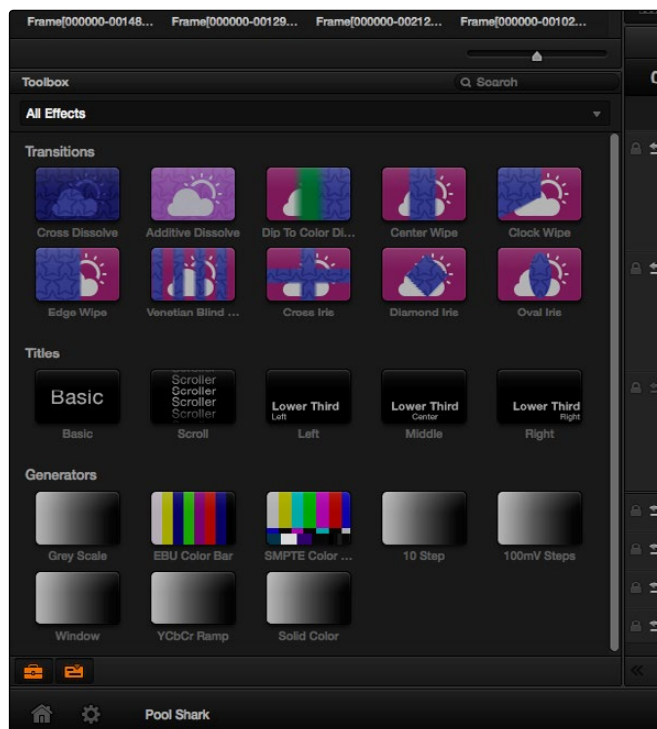 Frame[000000-00148... Frame[000000-00129... Frame[000000-00212... Frame[000000-00102...
Toolbox Search
All Effects
Transitions
Cross Dissolve Additive Dissolve Dip To Color Di... Center Wipe Clock Wipe
Edge Wipe Venetian Blind ... Cross Iris Diamond Iris Oval Iris
Titles
Basic
Scroller
Scroller
Scroller
Scroller
Lower Third
Left
Lower Third
Center
Lower Third
Right
Basic Scroll Left Middle Right
Generators
Grey Scale EBU Color Bar SMPTE Color ... 10 Step 100mV Steps
Window YCbCr Ramp Solid Color
Pool Shark